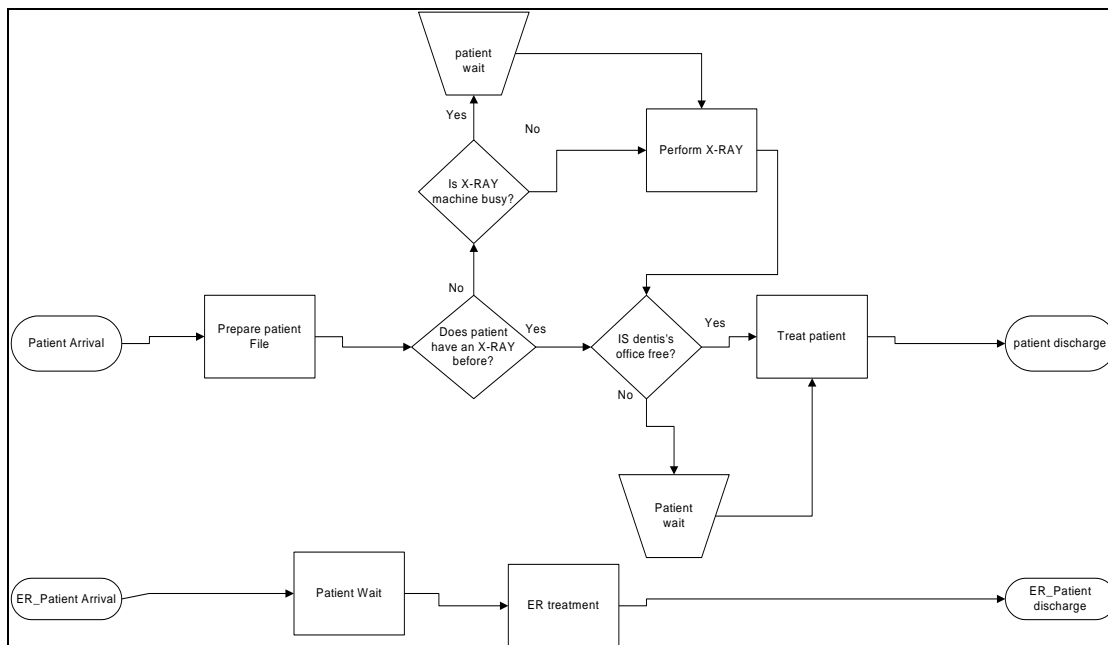 patient
wait
Yes
No
Perform X-RAY
Is X-RAY
machine busy?
No
Patient Arrival
Prepare patient
File
Does patient
have an X-RAY
before?
Yes
IS dentis's
office free?
Yes
Treat patient
patient discharge
No
Patient
wait
ER_Patient Arrival
Patient Wait
ER treatment
ER_Patient
discharge